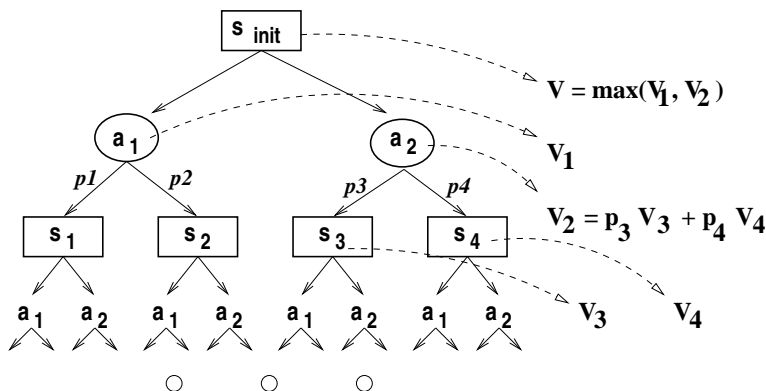 s init
V = max(V1, V2)
a1 a2
V1
p1 p2 p3 p4
V2 = p3 V3 + p4 V4
s1 s2 s3 s4
a1 a2 a1 a2 a1 a2 a1 a2
V3 V4